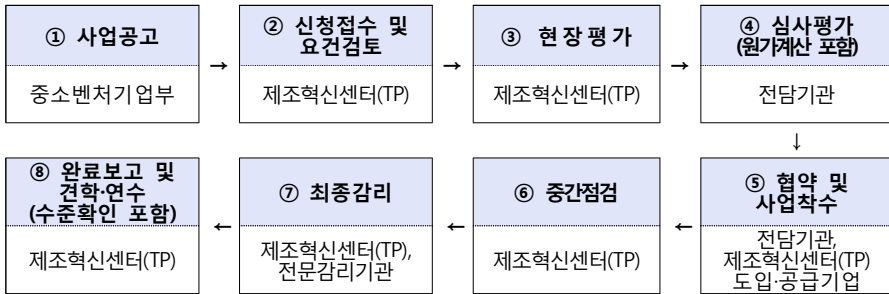 ① 사업공고
중소벤처기업부
→
② 신청접수 및
요건검토
제조혁신센터(TP)
→
③ 현장평가
제조혁신센터(TP)
→
④ 심사평가
(원가계산 포함)
전담기관
↓
⑤ 협약 및
사업착수
전담기관,
제조혁신센터(TP)
도입·공급기업
←
⑥ 중간점검
제조혁신센터(TP)
←
⑦ 최종감리
제조혁신센터(TP),
전문감리기관
←
⑧ 완료보고 및
견학·연수
(수준확인 포함)
제조혁신센터(TP)